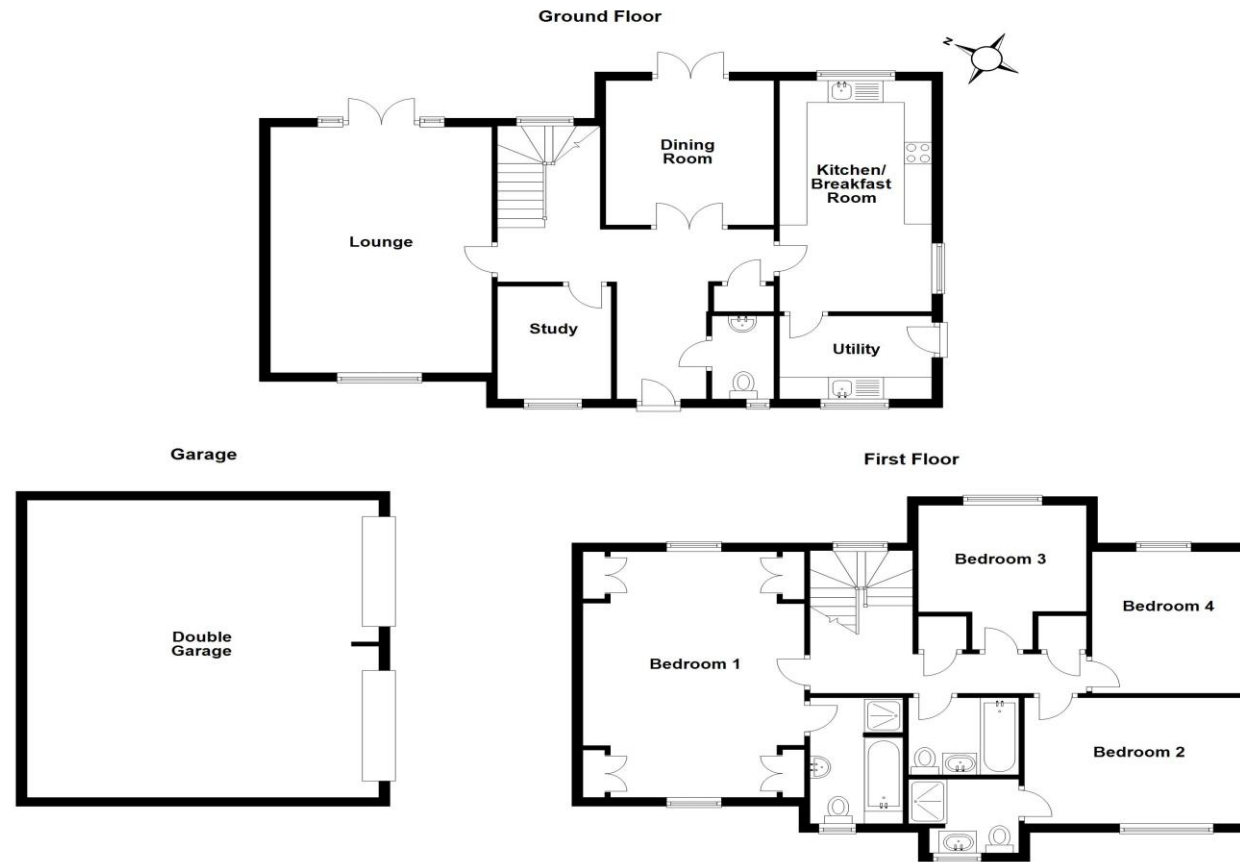 Ground Floor
N
Dining
Room
Kitchen/
Breakfast
Room
Lounge
Study
Utility
Garage
First Floor
Double
Garage
Bedroom 3
Bedroom 4
Bedroom 1
Bedroom 2